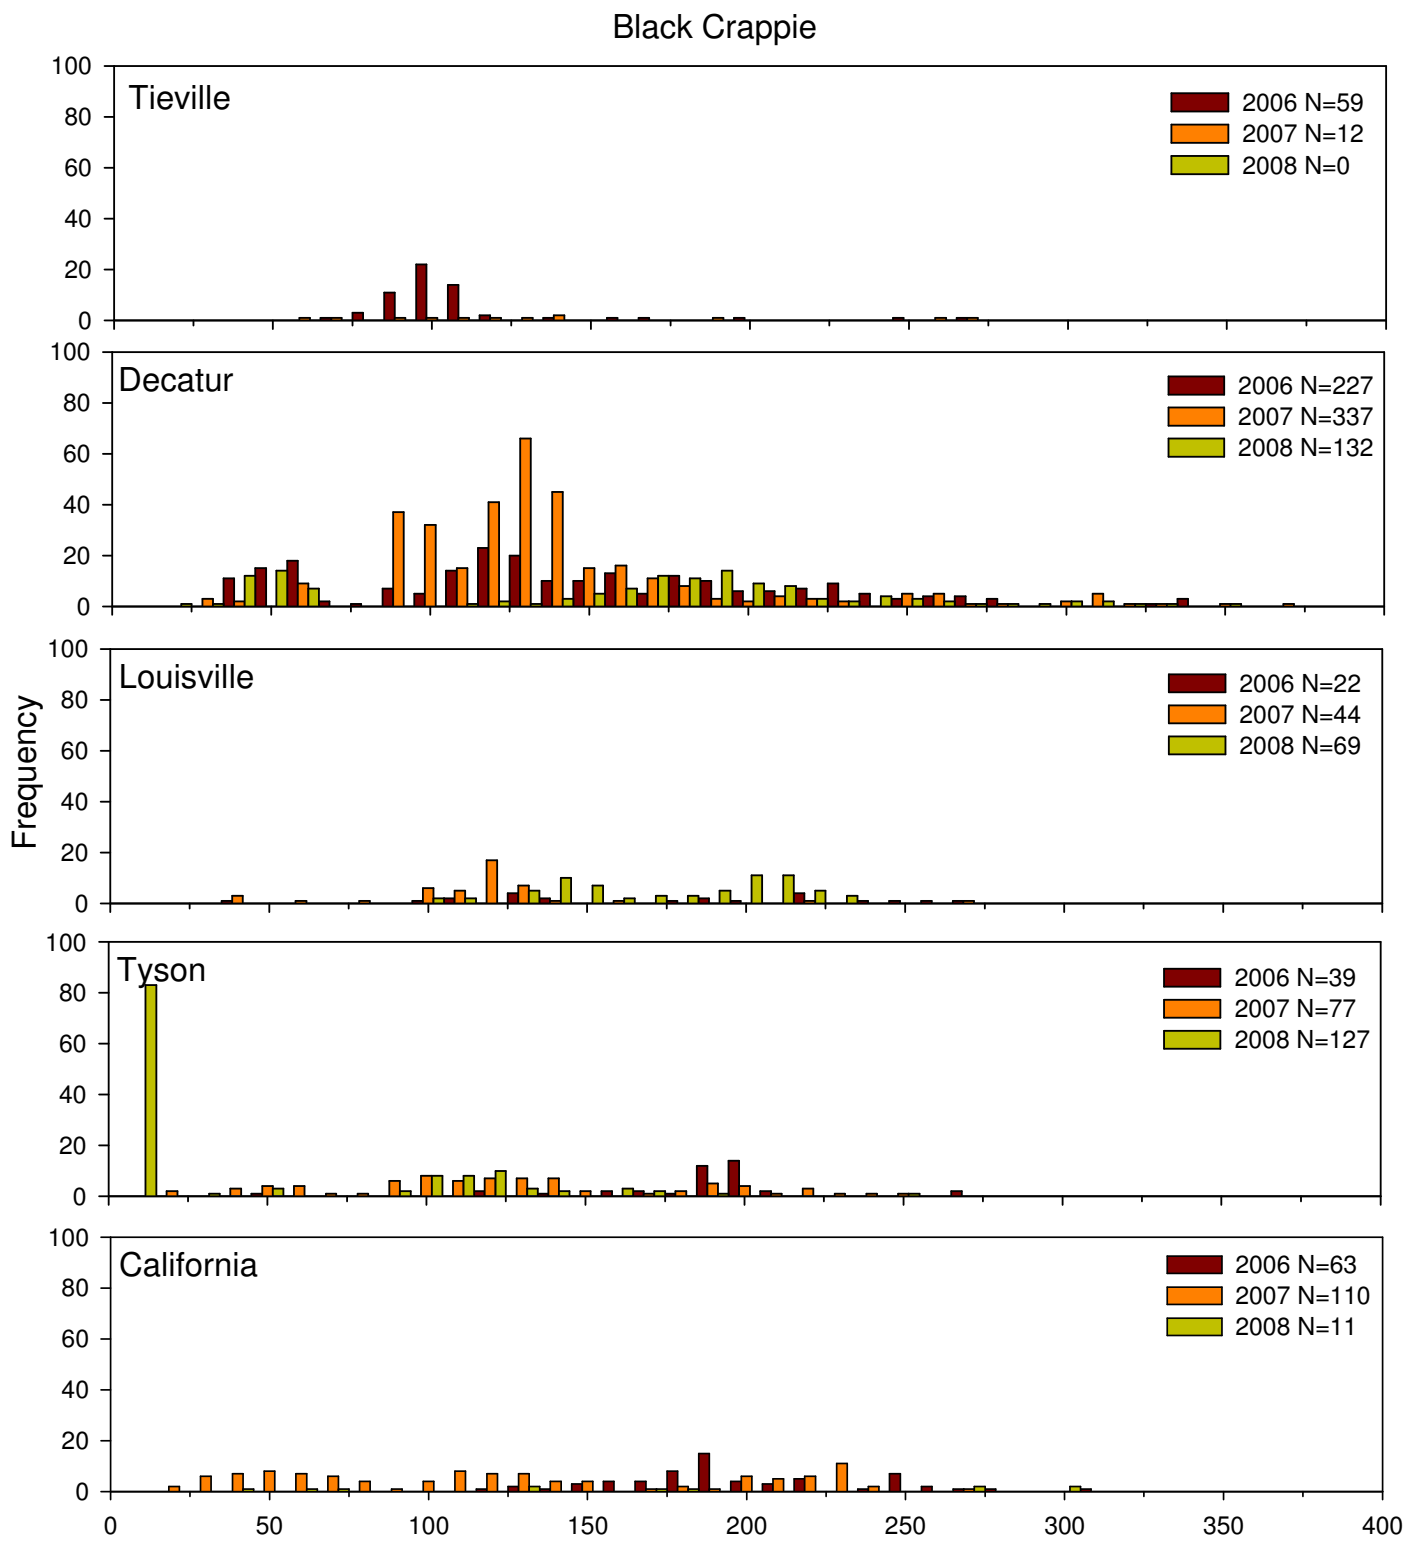 Black Crappie
100
80
60
40
20
0
Tieville
2006 N=59
2007 N=12
2008 N=0
100
80
60
40
20
0
Decatur
2006 N=227
2007 N=337
2008 N=132
Frequency
100
80
60
40
20
0
Louisville
2006 N=22
2007 N=44
2008 N=69
100
80
60
40
20
0
Tyson
2006 N=39
2007 N=77
2008 N=127
100
80
60
40
20
0
California
2006 N=63
2007 N=110
2008 N=11
0 50 100 150 200 250 300 350 400